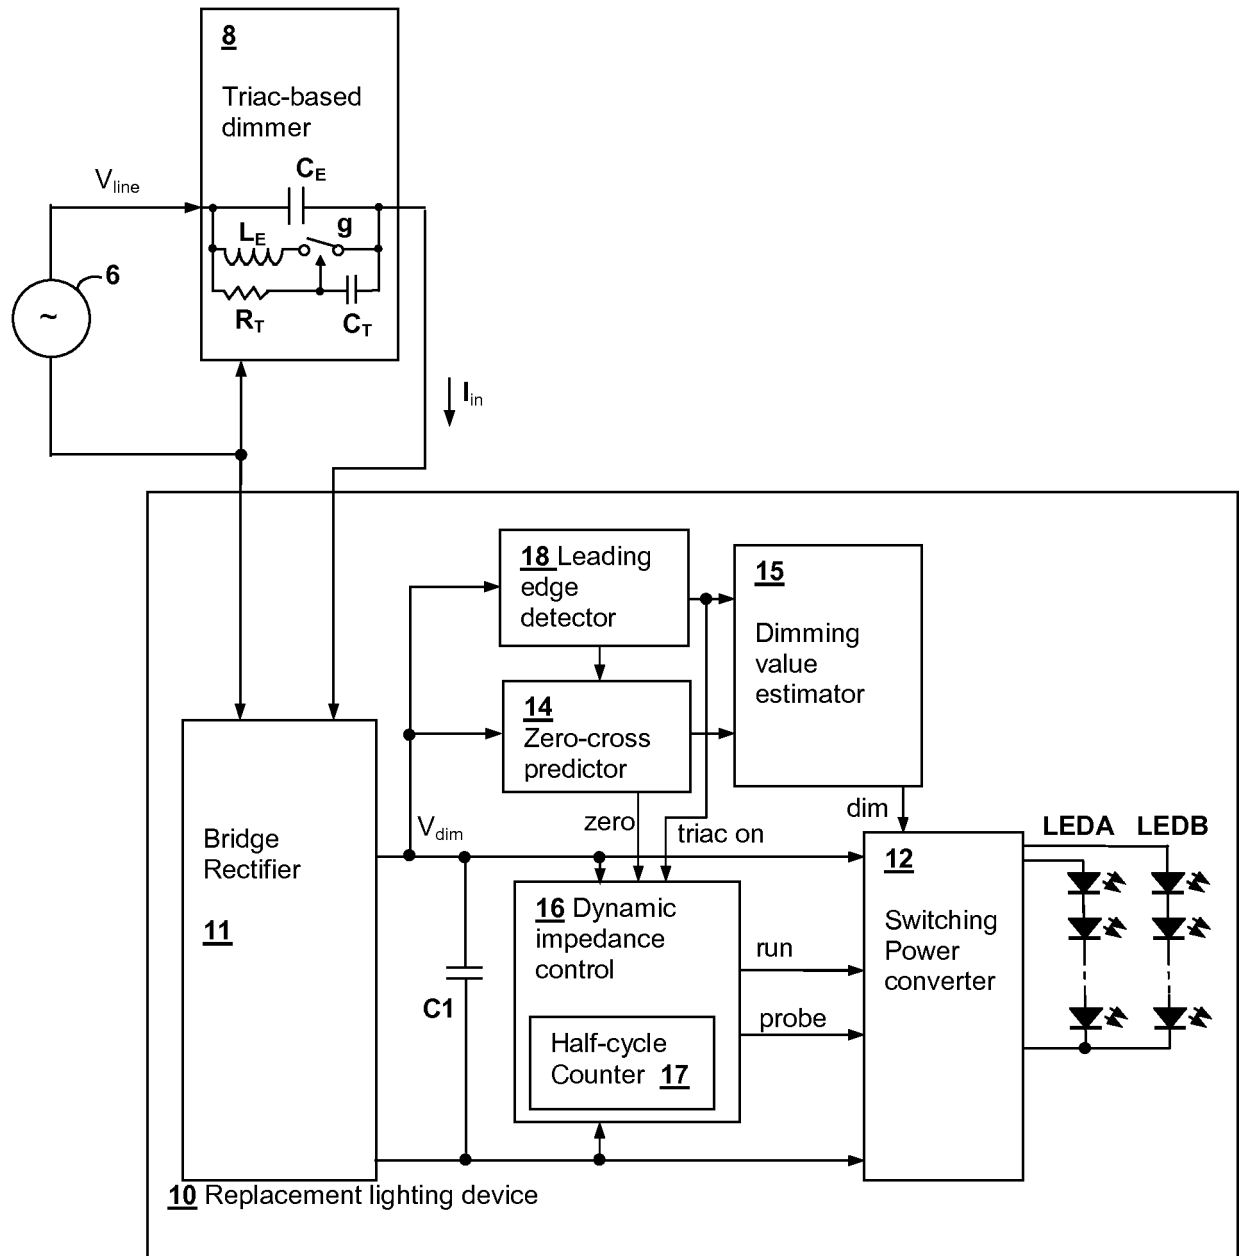 8
Triac-based
dimmer
C_E
V_line
L_E
g
6
~
R_T
C_T
I_in
18 Leading
edge
detector
15
Dimming
value
estimator
14
Zero-cross
predictor
dim
zero
triac on
V_dim
LEDA LEDB
Bridge
Rectifier
11
12
Switching
Power
converter
16 Dynamic
impedance
control
run
C1
probe
Half-cycle
Counter 17
10 Replacement lighting device